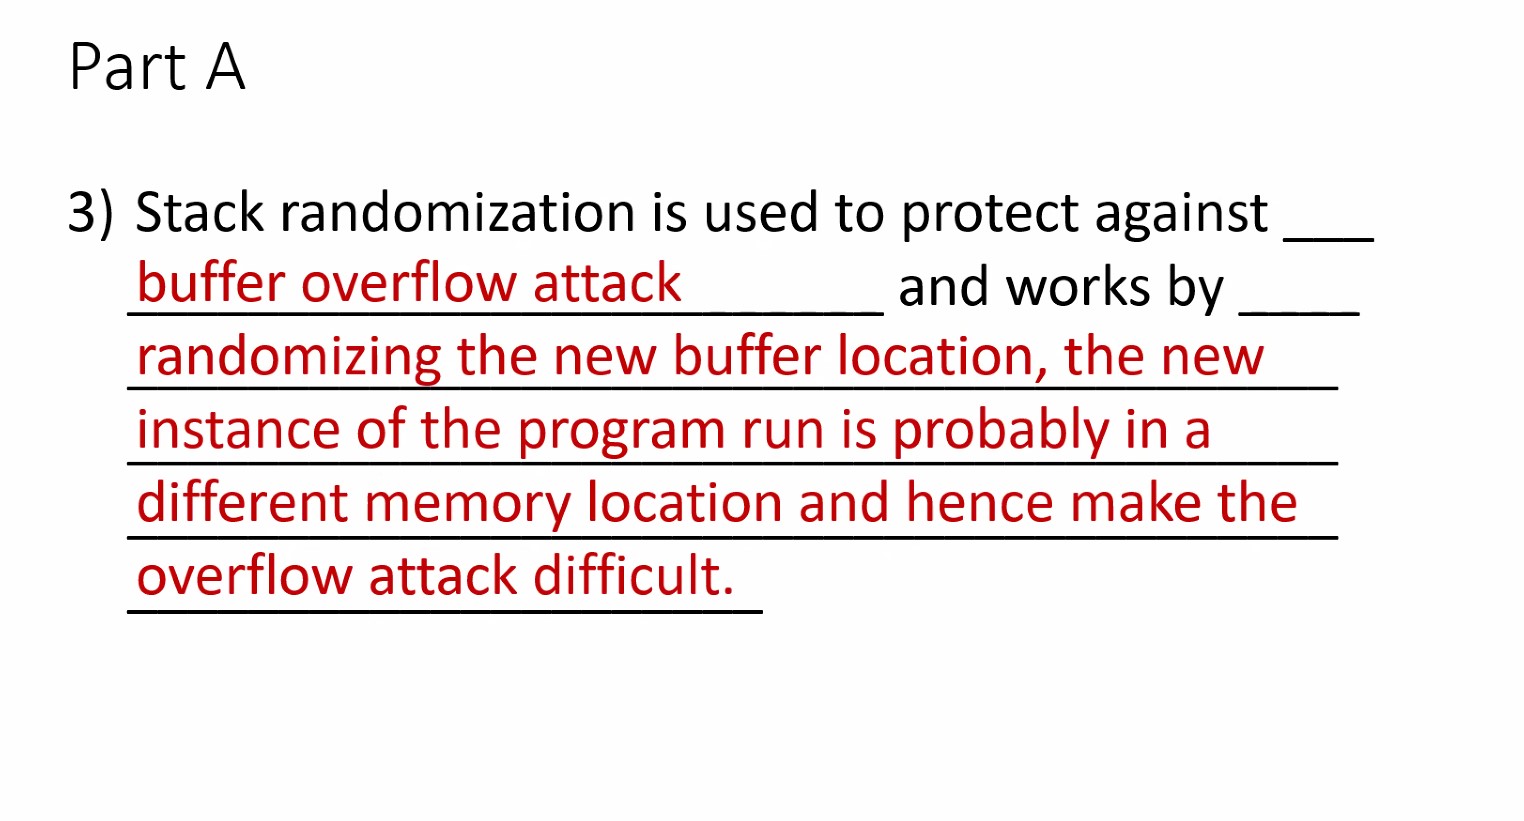 Part A
3) Stack randomization is used to protect against ___
buffer overflow attack______ and works by ____
randomizing the new buffer location, the new
instance of the program run is probably in a
different memory location and hence make the
overflow attack difficult.